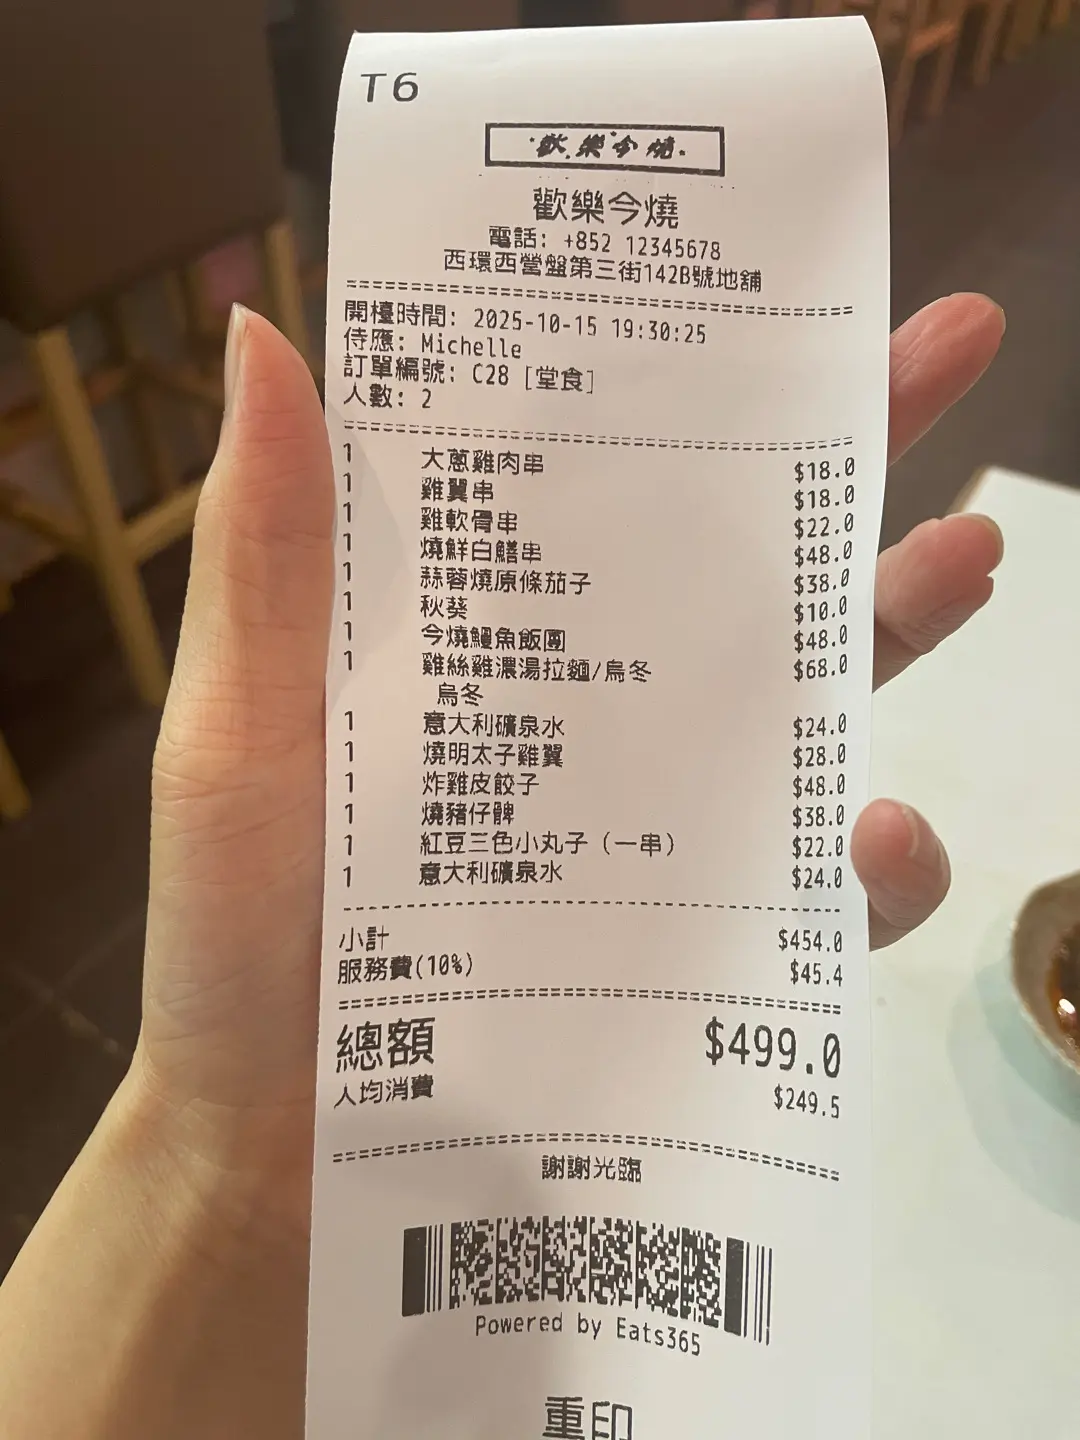 T6
歡樂今燒
歡樂今燒
電話: +852 12345678
西環西營盤第三街142B號地舖
開檯時間: 2025-10-15 19:30:25
侍應: Michelle
訂單編號: C28 [堂食]
人數: 2
1 大蔥雞肉串 $18.0
1 雞翼串 $18.0
1 雞軟骨串 $22.0
1 燒鮮白鱔串 $48.0
1 蒜蓉燒原條茄子 $38.0
1 秋葵 $10.0
1 今燒鰻魚飯團 $48.0
1 雞絲雞濃湯拉麵/烏冬 $68.0
烏冬
1 意大利礦泉水 $24.0
1 燒明太子雞翼 $28.0
1 炸雞皮餃子 $48.0
1 燒豬仔髀 $38.0
1 紅豆三色小丸子（一串） $22.0
1 意大利礦泉水 $24.0
小計 $454.0
服務費(10%) $45.4
總額 $499.0
人均消費 $249.5
謝謝光臨
Powered by Eats365
重印